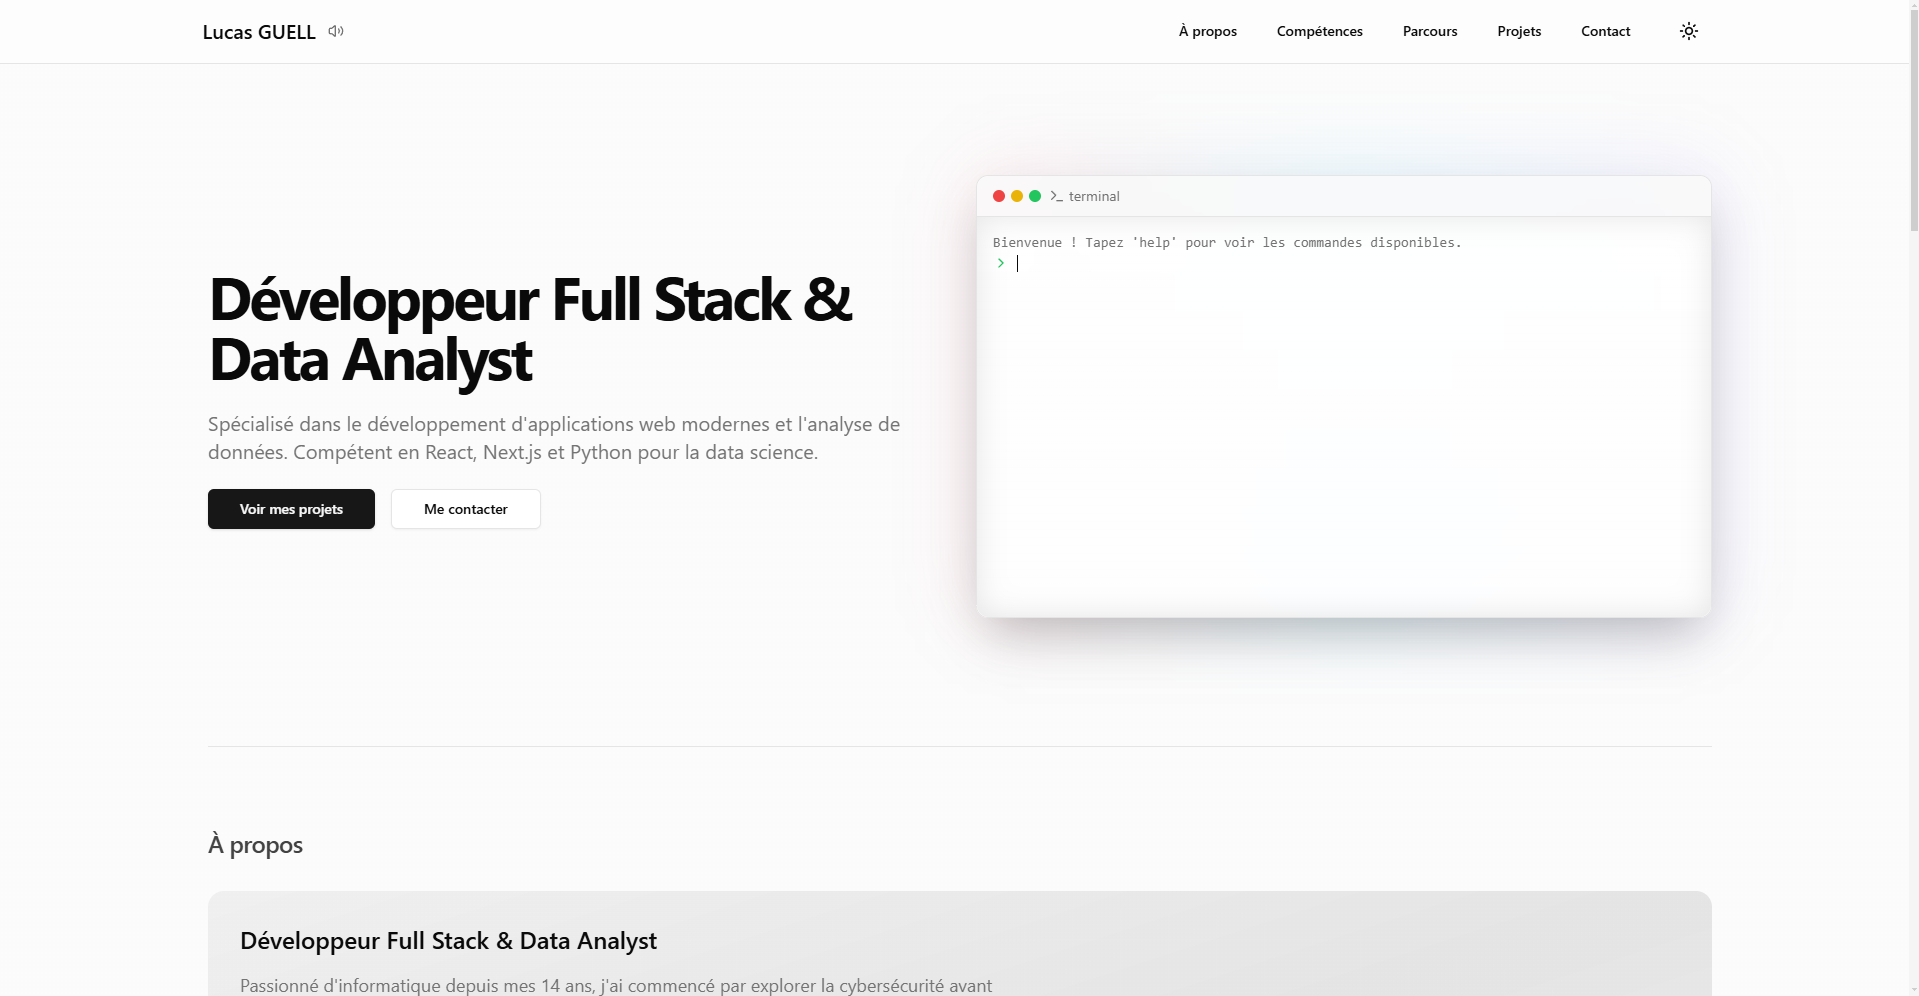 Lucas GUELL
À propos
Compétences
Parcours
Projets
Contact
Développeur Full Stack &
Data Analyst
Spécialisé dans le développement d'applications web modernes et l'analyse de
données. Compétent en React, Next.js et Python pour la data science.
Voir mes projets
Me contacter
terminal
Bienvenue ! Tapez 'help' pour voir les commandes disponibles.
À propos
Développeur Full Stack & Data Analyst
Passionné d'informatique depuis mes 14 ans, j'ai commencé par explorer la cybersécurité avant